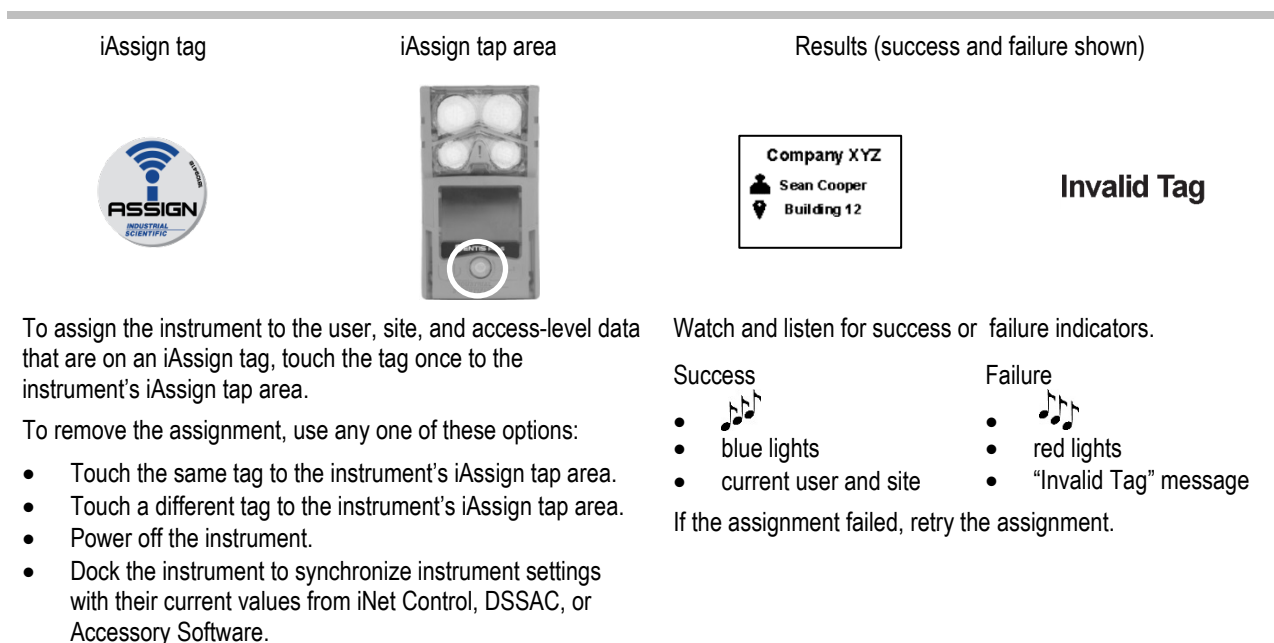 iAssign tag
iAssign tap area
Results (success and failure shown)
ASSIGN
INDUSTRIAL
SCIENTIFIC
Company XYZ
Sean Cooper
Building 12
Invalid Tag
To assign the instrument to the user, site, and access-level data
that are on an iAssign tag, touch the tag once to the
instrument’s iAssign tap area.
To remove the assignment, use any one of these options:
• Touch the same tag to the instrument’s iAssign tap area.
• Touch a different tag to the instrument’s iAssign tap area.
• Power off the instrument.
• Dock the instrument to synchronize instrument settings
with their current values from iNet Control, DSSAC, or
Accessory Software.
Watch and listen for success or failure indicators.
Success
•
• blue lights
• current user and site
Failure
•
• red lights
• “Invalid Tag” message
If the assignment failed, retry the assignment.